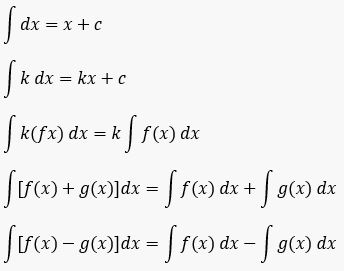 ∫ dx = x + c
∫ k dx = kx + c
∫ k(fx) dx = k ∫ f(x) dx
∫ [f(x) + g(x)]dx = ∫ f(x) dx + ∫ g(x) dx
∫ [f(x) − g(x)]dx = ∫ f(x) dx − ∫ g(x) dx